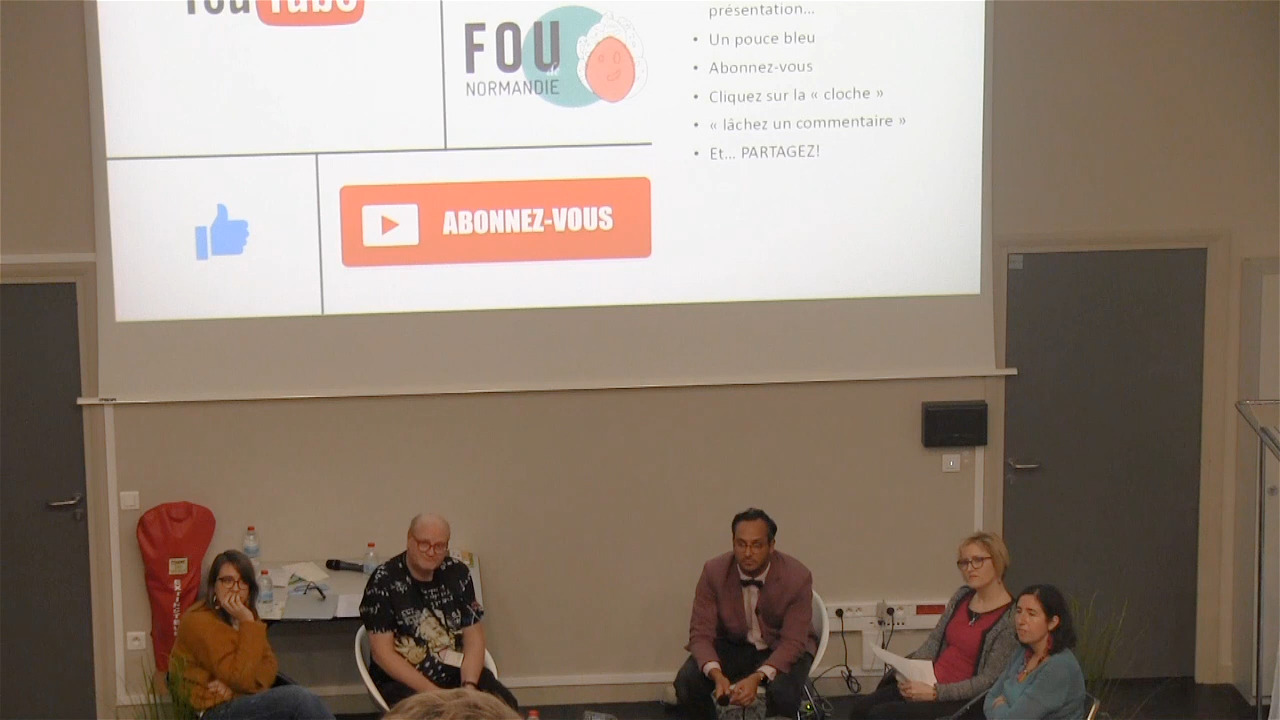 YouTube
FOU
de
NORMANDIE
présentation...
• Un pouce bleu
• Abonnez-vous
• Cliquez sur la « cloche »
• « lâchez un commentaire »
• Et... PARTAGEZ!
ABONNEZ-VOUS